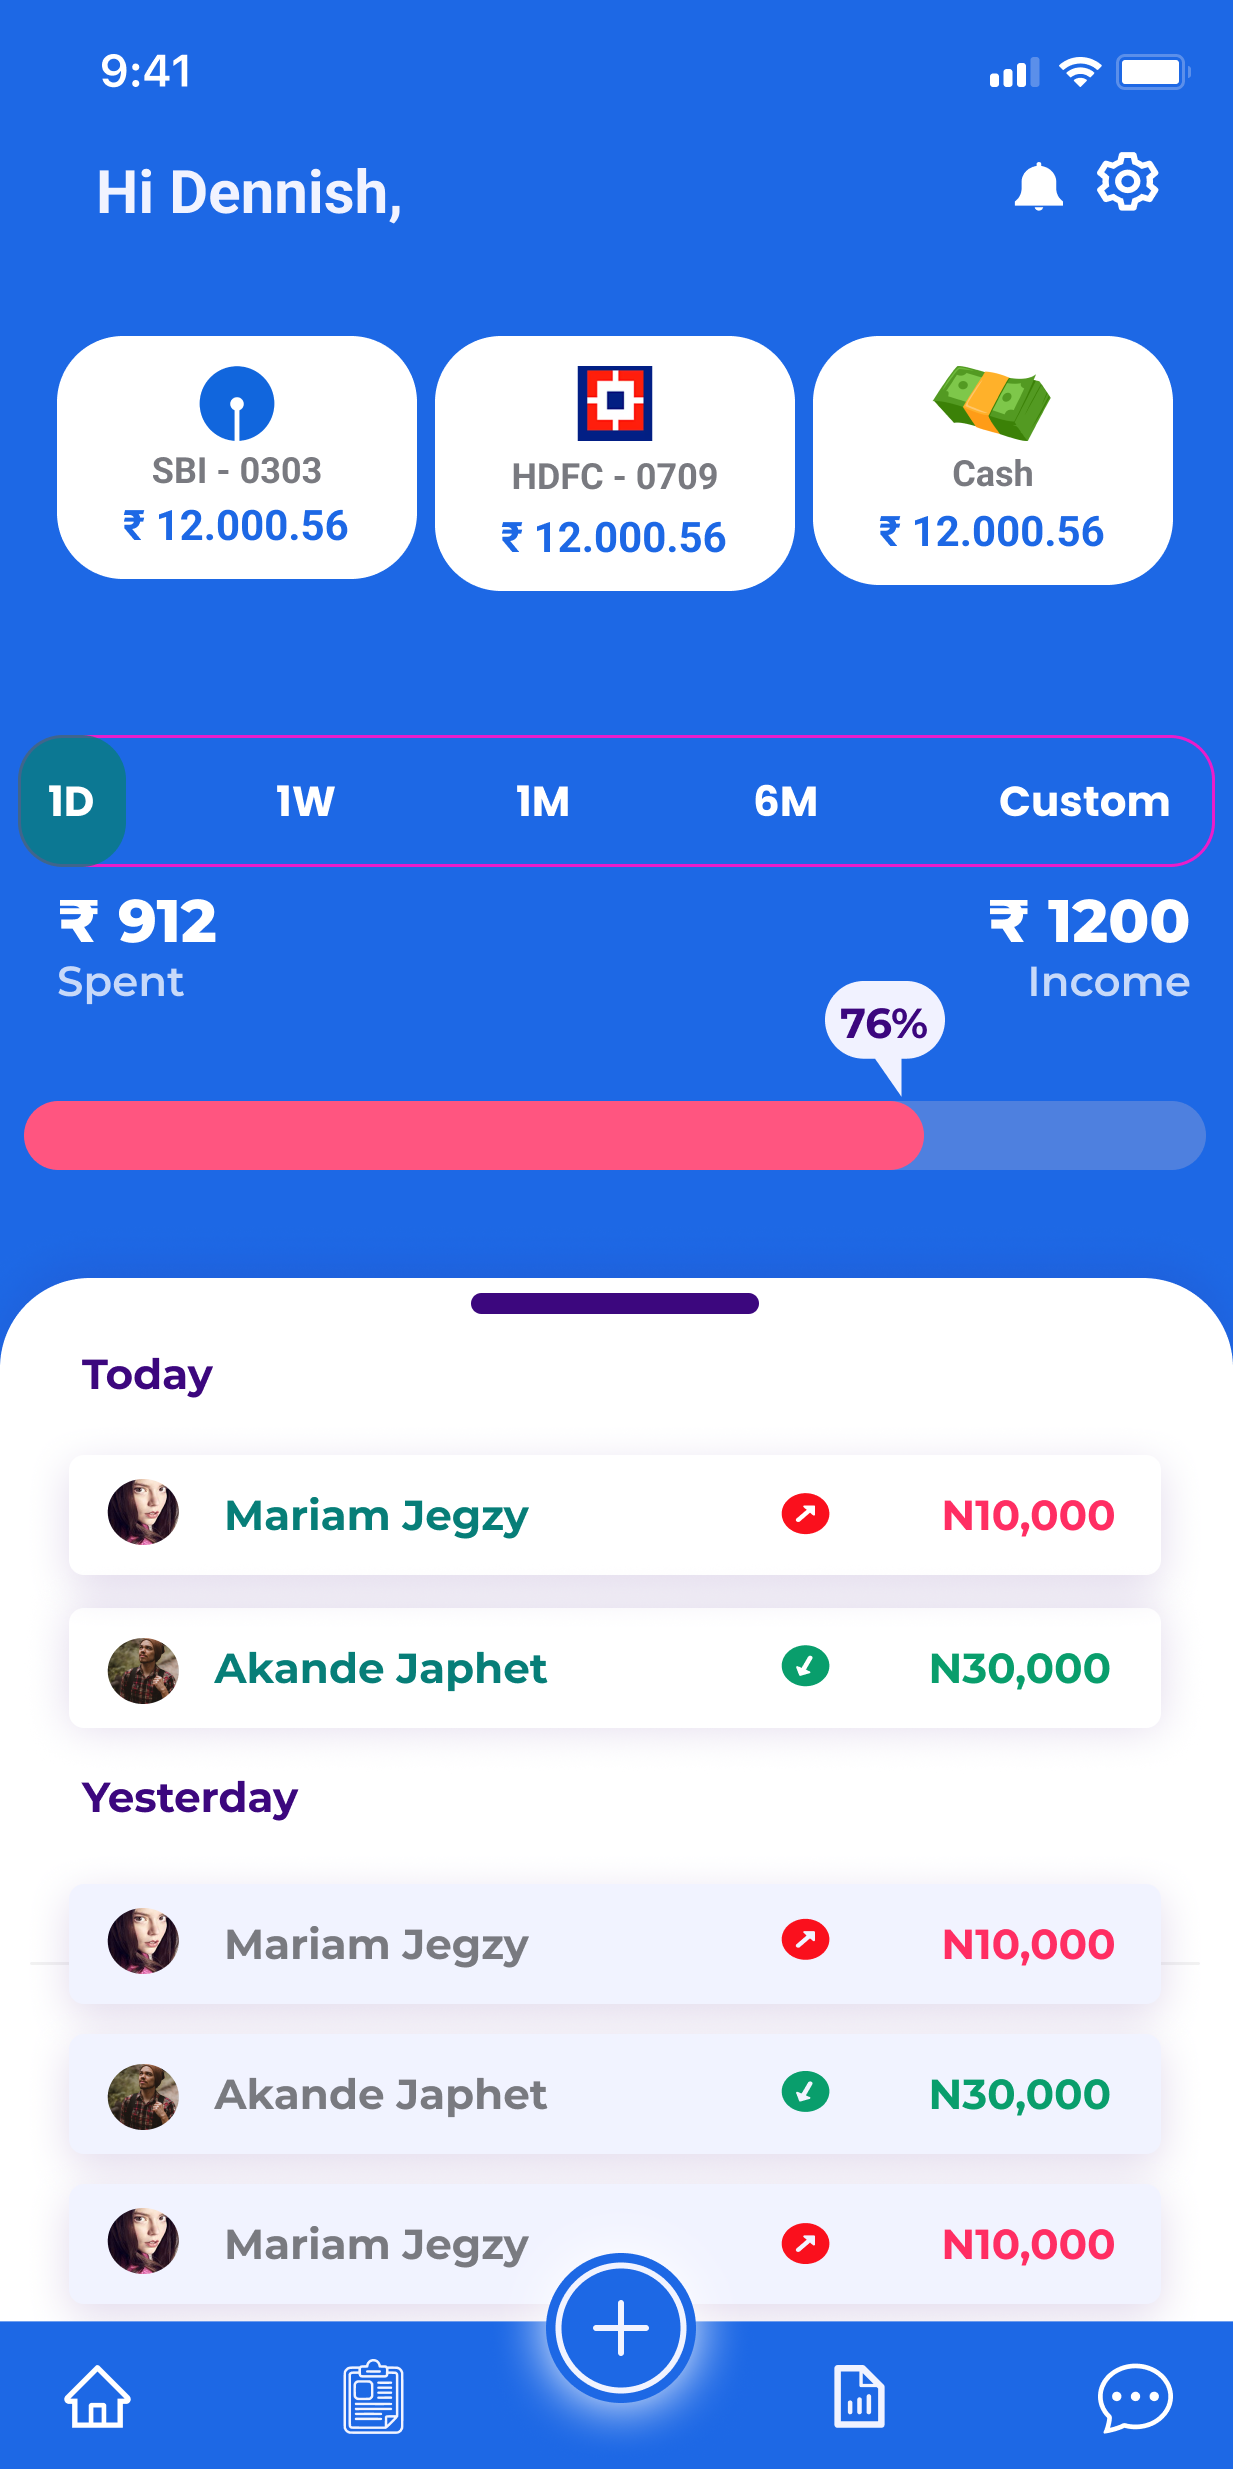 9:41
Hi Dennish,
SBI - 0303
₹ 12.000.56
HDFC - 0709
₹ 12.000.56
Cash
₹ 12.000.56
1D 1W 1M 6M Custom
₹ 912
Spent
₹ 1200
Income
76%
Today
Mariam Jegzy N10,000
Akande Japhet N30,000
Yesterday
Mariam Jegzy N10,000
Akande Japhet N30,000
Mariam Jegzy N10,000